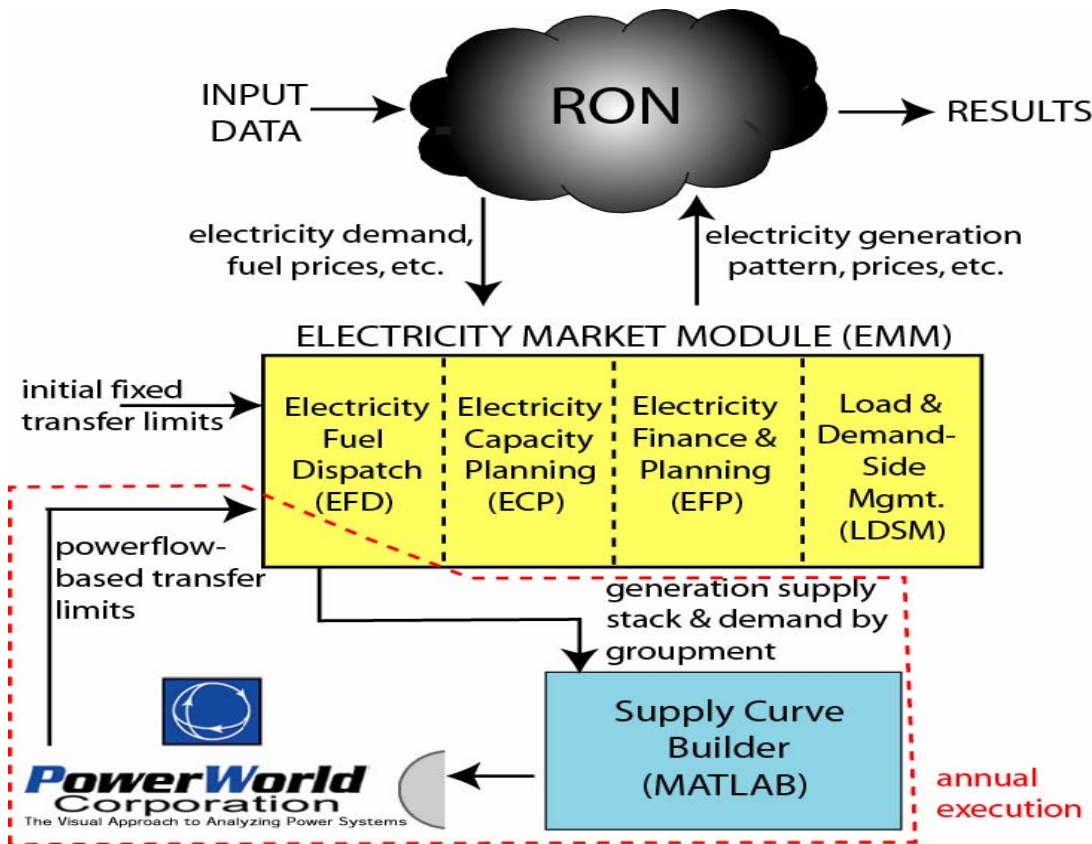 INPUT
DATA
RON
RESULTS
electricity demand,
fuel prices, etc.
electricity generation
pattern, prices, etc.
ELECTRICITY MARKET MODULE (EMM)
initial fixed
transfer limits
Electricity
Fuel
Dispatch
(EFD)
Electricity
Capacity
Planning
(ECP)
Electricity
Finance &
Planning
(EFP)
Load &
Demand-
Side
Mgmt.
(LDSM)
powerflow-
based transfer
limits
generation supply
stack & demand by
groupment
Supply Curve
Builder
(MATLAB)
PowerWorld
Corporation
The Visual Approach to Analyzing Power Systems
annual
execution